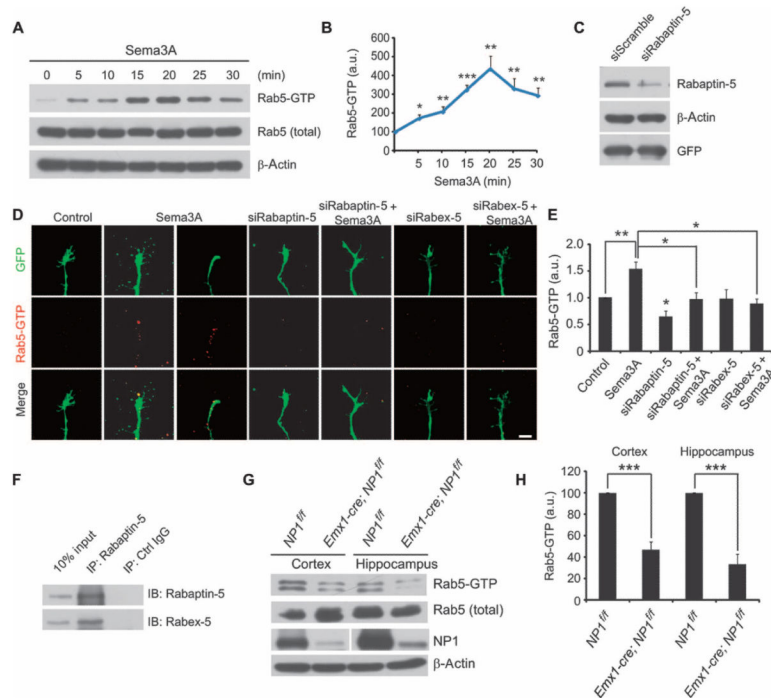 A
Sema3A
0 5 10 15 20 25 30 (min)
Rab5-GTP
Rab5 (total)
β-Actin
B
Rab5-GTP (a.u.)
600
500
400
300
200
100
0
* ** *** ** ** **
5 10 15 20 25 30
Sema3A (min)
C
siScramble
siRabaptin-5
Rabaptin-5
β-Actin
GFP
D
Control
Sema3A
siRabaptin-5
siRabaptin-5 +
Sema3A
siRabex-5
siRabex-5 +
Sema3A
GFP
Rab5-GTP
Merge
E
Rab5-GTP (a.u.)
2.0
1.5
1.0
0.5
0
**
*
*
*
Control
Sema3A
siRabaptin-5
siRabaptin-5 +
Sema3A
siRabex-5
siRabex-5 +
Sema3A
F
10% input
IP: Rabaptin-5
IP: Ctrl IgG
IB: Rabaptin-5
IB: Rabex-5
G
NP1f/f
Emx1-cre; NP1f/f
NP1f/f
Emx1-cre; NP1f/f
Cortex Hippocampus
Rab5-GTP
Rab5 (total)
NP1
β-Actin
H
Cortex Hippocampus
Rab5-GTP (a.u.)
120
100
80
60
40
20
0
*** ***
NP1f/f
Emx1-cre; NP1f/f
NP1f/f
Emx1-cre; NP1f/f